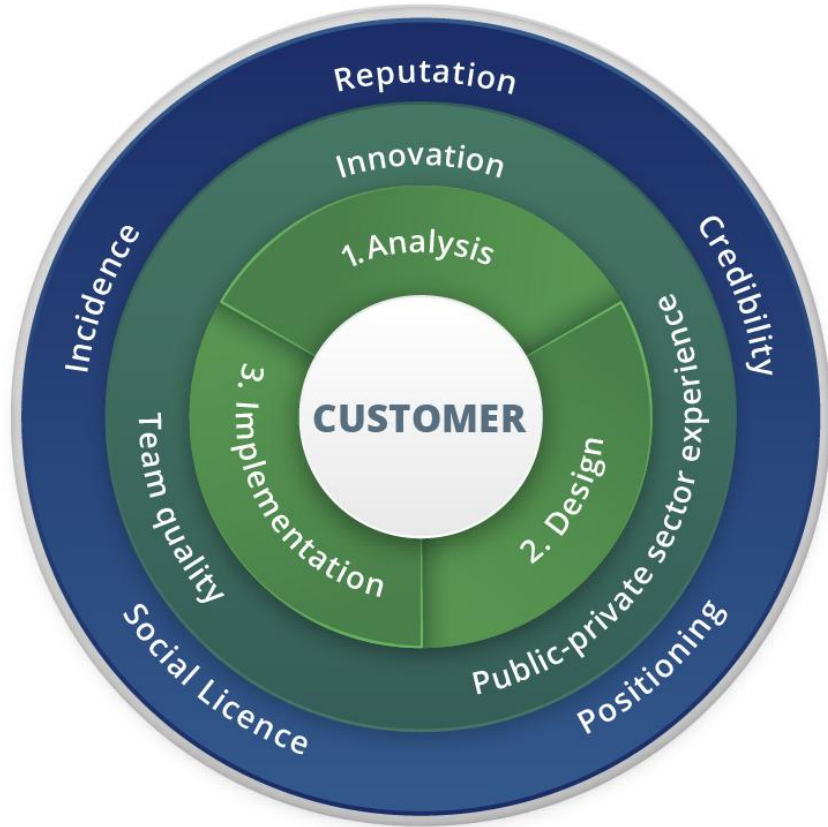 Reputation
Innovation
1. Analysis
Incidence
Credibility
CUSTOMER
3. Implementation
2. Design
Team quality
Public-private sector experience
Social Licence
Positioning